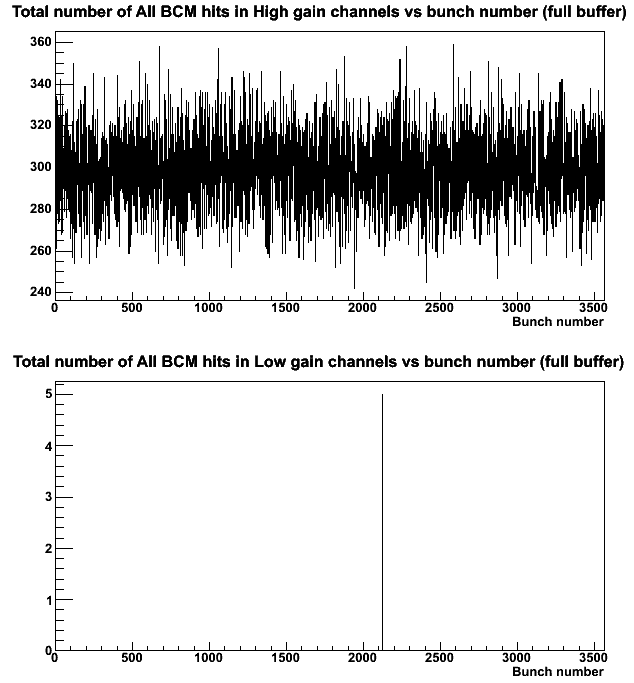 Total number of All BCM hits in High gain channels vs bunch number (full buffer)
360
340
320
300
280
260
240
0 500 1000 1500 2000 2500 3000 3500
Bunch number
Total number of All BCM hits in Low gain channels vs bunch number (full buffer)
5
4
3
2
1
0
0 500 1000 1500 2000 2500 3000 3500
Bunch number